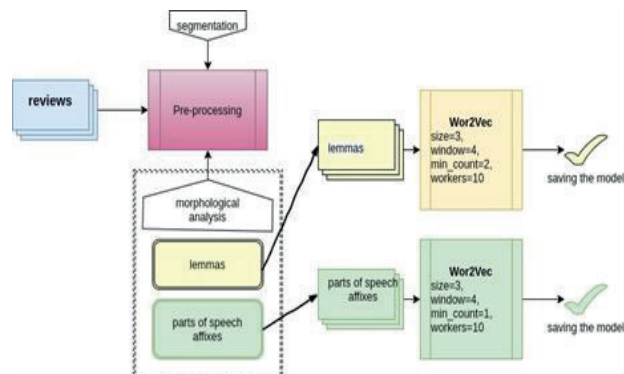 segmentation
reviews
Pre-processing
morphological
analysis
lemmas
parts of speech
affixes
lemmas
Wor2Vec
size=3,
window=4,
min_count=2,
workers=10
saving the model
parts of speech
affixes
Wor2Vec
size=3,
window=4,
min_count=1,
workers=10
saving the model